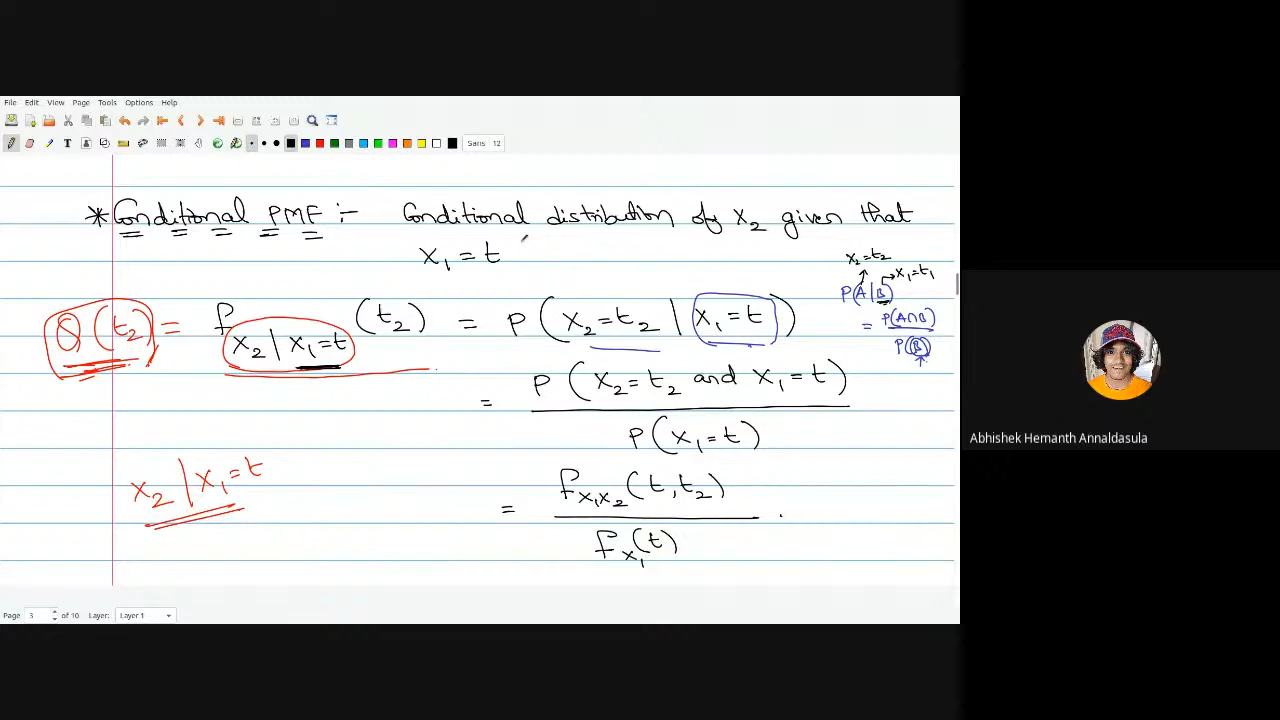 File Edit View Page Tools Options Help
Sans 12
* Conditional PMF :- Conditional distribution of X₂ given that
X₁ = t
X₂=t₂
X₁=t₁
P(A|B)
= P(A∩B)
P(B)
Q(t₂) = f X₂|X₁=t (t₂) = P(X₂=t₂ | X₁=t)
= P(X₂=t₂ and X₁=t)
P(X₁=t)
X₂|X₁=t
= f X₁X₂ (t,t₂) .
f X₁ (t)
Abhishek Hemanth Annaldasula
Page 3 of 10 Layer: Layer 1